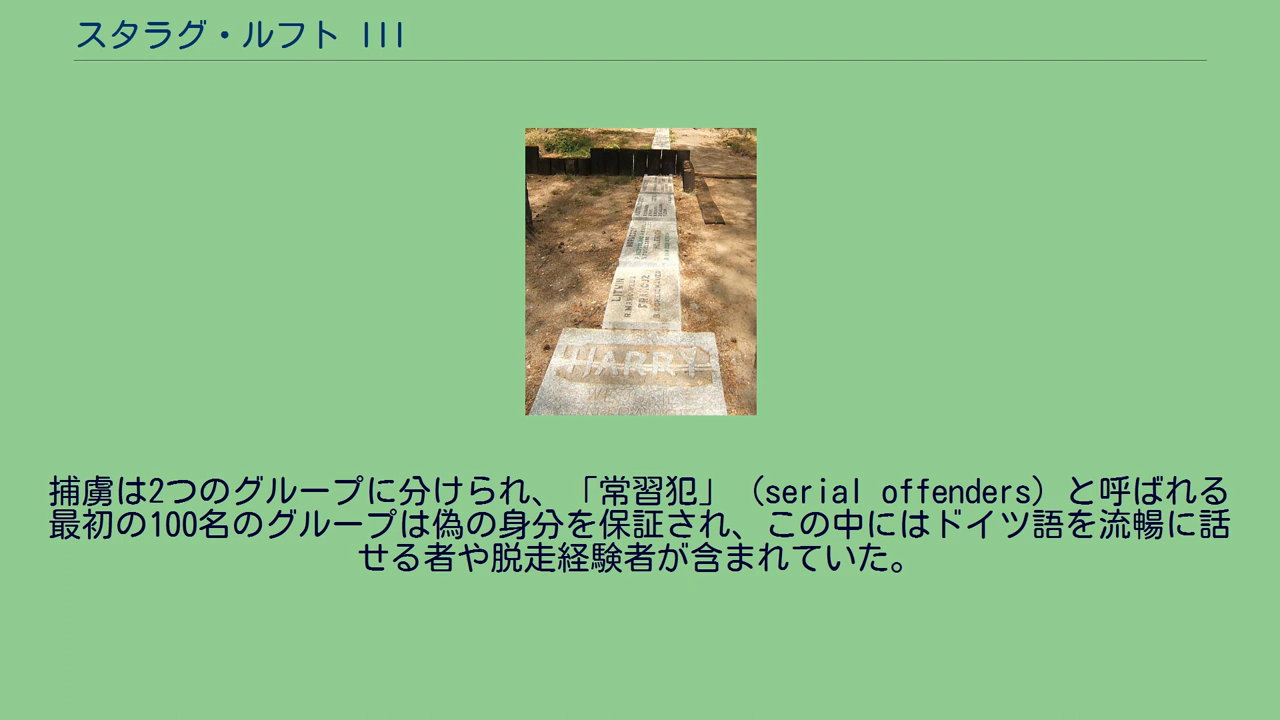 スタラグ・ルフト III
LITWIN
HARRY
捕虜は2つのグループに分けられ、「常習犯」（serial offenders）と呼ばれる
最初の100名のグループは偽の身分を保証され、この中にはドイツ語を流暢に話
せる者や脱走経験者が含まれていた。